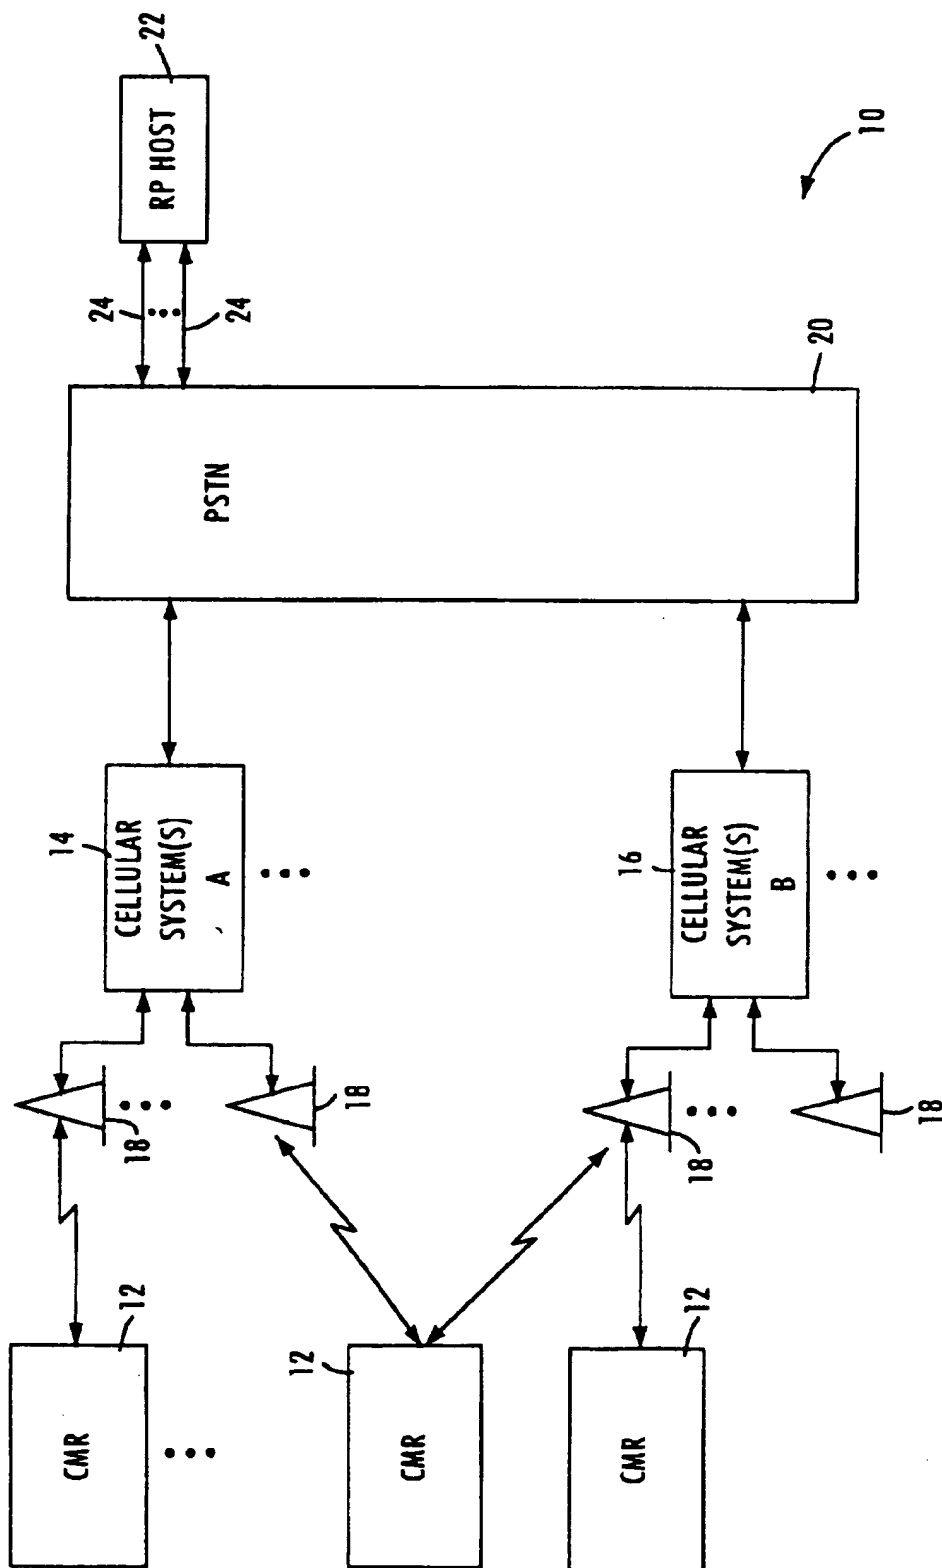 CMR
12
CMR
12
CMR
12
18
18
18
18
14
CELLULAR
SYSTEM(S)
A
16
CELLULAR
SYSTEM(S)
B
PSTN
20
24
24
RP HOST
22
10